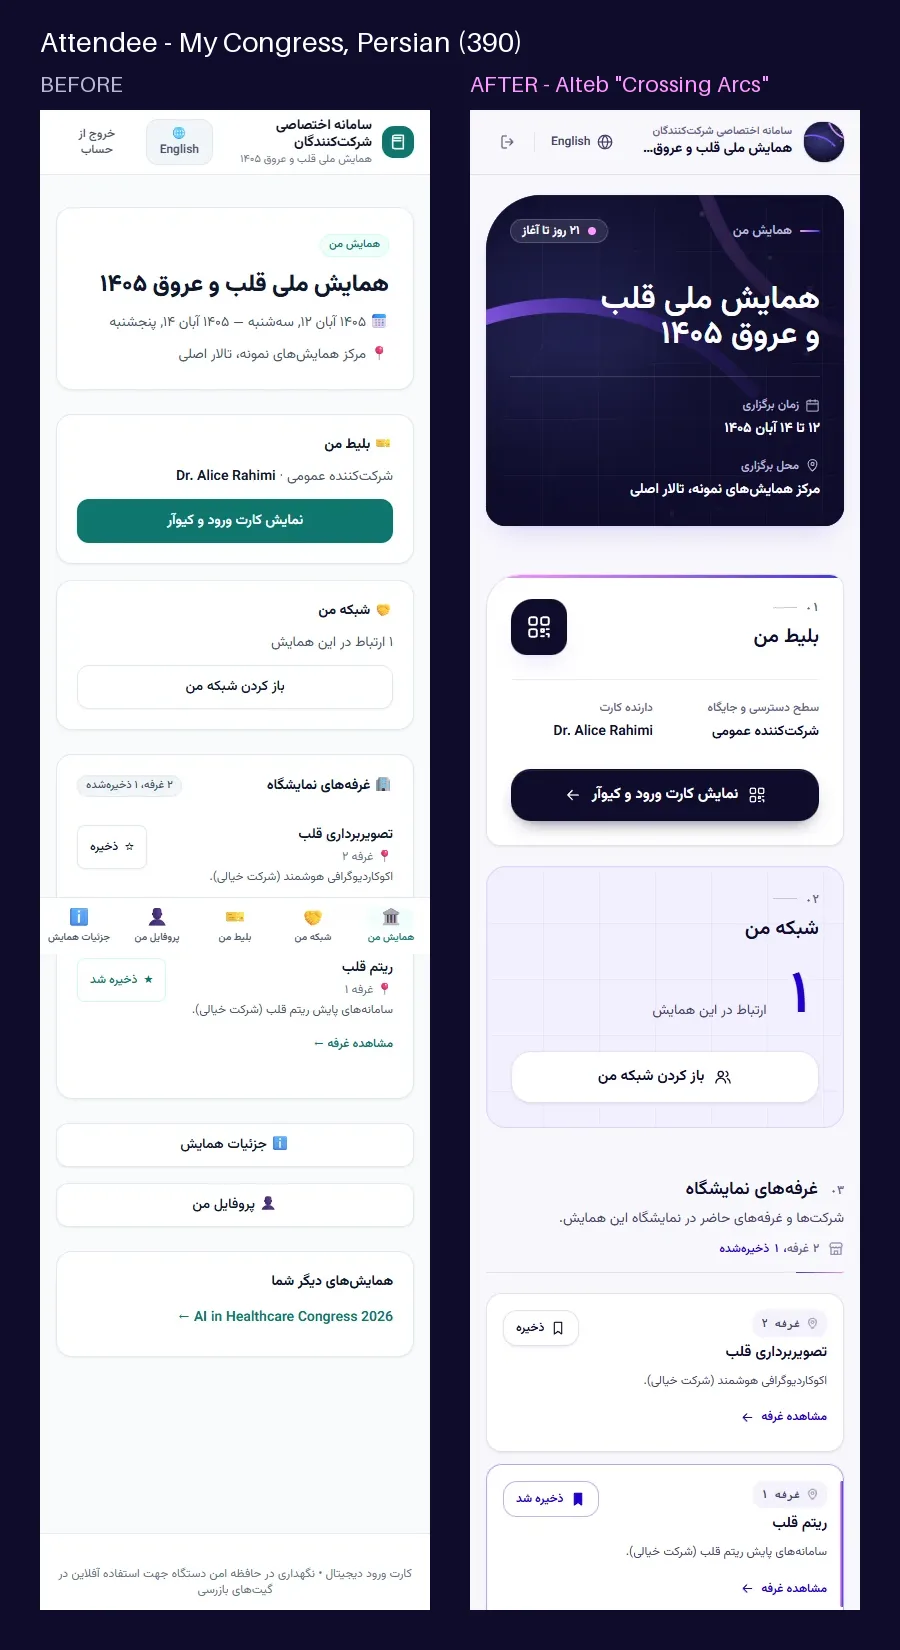 Attendee - My Congress, Persian (390)
BEFORE
سامانه اختصاصی
شرکت‌کنندگان
همایش ملی قلب و عروق ۱۴۰۵
English
خروج از
حساب
همایش من
همایش ملی قلب و عروق ۱۴۰۵
۱۴۰۵ آبان ۱۲, سه‌شنبه — ۱۴۰۵ آبان ۱۴, پنجشنبه
مرکز همایش‌های نمونه، تالار اصلی
بلیط من
شرکت‌کننده عمومی · Dr. Alice Rahimi
نمایش کارت ورود و کیوآر
شبکه من
۱ ارتباط در این همایش
باز کردن شبکه من
غرفه‌های نمایشگاه
۲ غرفه، ۱ ذخیره‌شده
تصویربرداری قلب
☆ ذخیره
غرفه ۲
اکوکاردیوگرافی هوشمند (شرکت خیالی).
همایش من
شبکه من
بلیط من
پروفایل من
جزئیات همایش
ریتم قلب
★ ذخیره شد
غرفه ۱
سامانه‌های پایش ریتم قلب (شرکت خیالی).
مشاهده غرفه ←
جزئیات همایش
پروفایل من
همایش‌های دیگر شما
AI in Healthcare Congress 2026 ←
کارت ورود دیجیتال • نگهداری در حافظه امن دستگاه جهت استفاده آفلاین در
گیت‌های بازرسی
AFTER - Alteb "Crossing Arcs"
سامانه اختصاصی شرکت‌کنندگان
همایش ملی قلب و عروق...
English
همایش من
۲۱ روز تا آغاز
همایش ملی قلب
و عروق ۱۴۰۵
زمان برگزاری
۱۲ تا ۱۴ آبان ۱۴۰۵
محل برگزاری
مرکز همایش‌های نمونه، تالار اصلی
۰۱
بلیط من
سطح دسترسی و جایگاه
شرکت‌کننده عمومی
دارنده کارت
Dr. Alice Rahimi
نمایش کارت ورود و کیوآر ←
۰۲
شبکه من
۱ ارتباط در این همایش
باز کردن شبکه من
۰۳ غرفه‌های نمایشگاه
شرکت‌ها و غرفه‌های حاضر در نمایشگاه این همایش.
۲ غرفه، ۱ ذخیره‌شده
غرفه ۲
ذخیره
تصویربرداری قلب
اکوکاردیوگرافی هوشمند (شرکت خیالی).
مشاهده غرفه ←
غرفه ۱
ذخیره شد
ریتم قلب
سامانه‌های پایش ریتم قلب (شرکت خیالی).
مشاهده غرفه ←